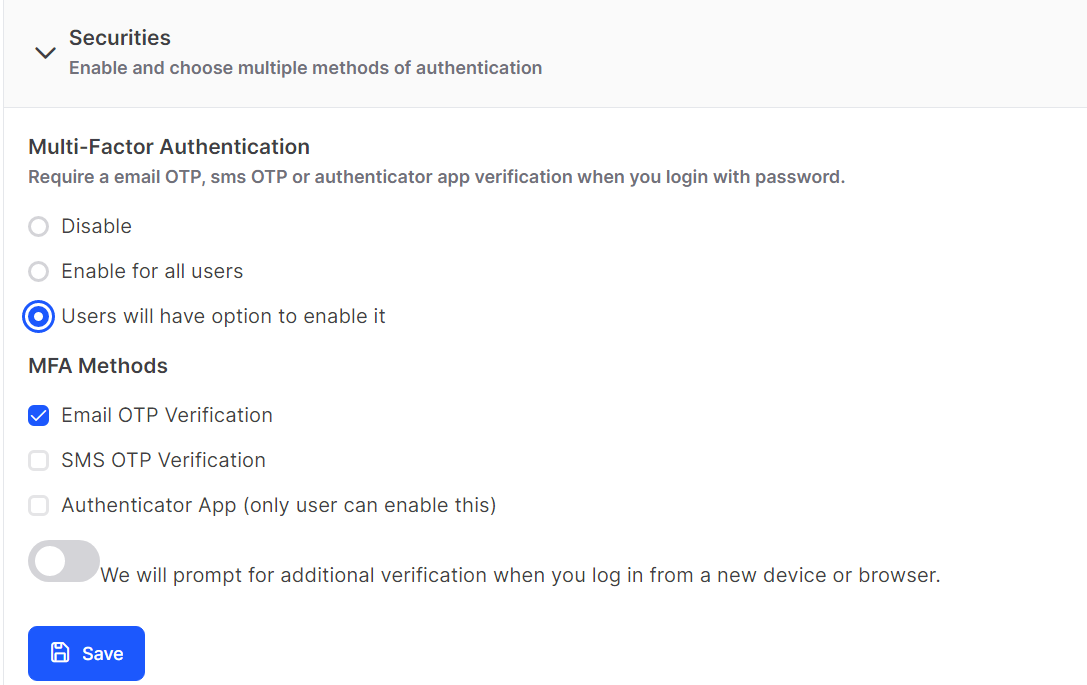 Securities
Enable and choose multiple methods of authentication
Multi-Factor Authentication
Require a email OTP, sms OTP or authenticator app verification when you login with password.
Disable
Enable for all users
Users will have option to enable it
MFA Methods
Email OTP Verification
SMS OTP Verification
Authenticator App (only user can enable this)
We will prompt for additional verification when you log in from a new device or browser.
Save